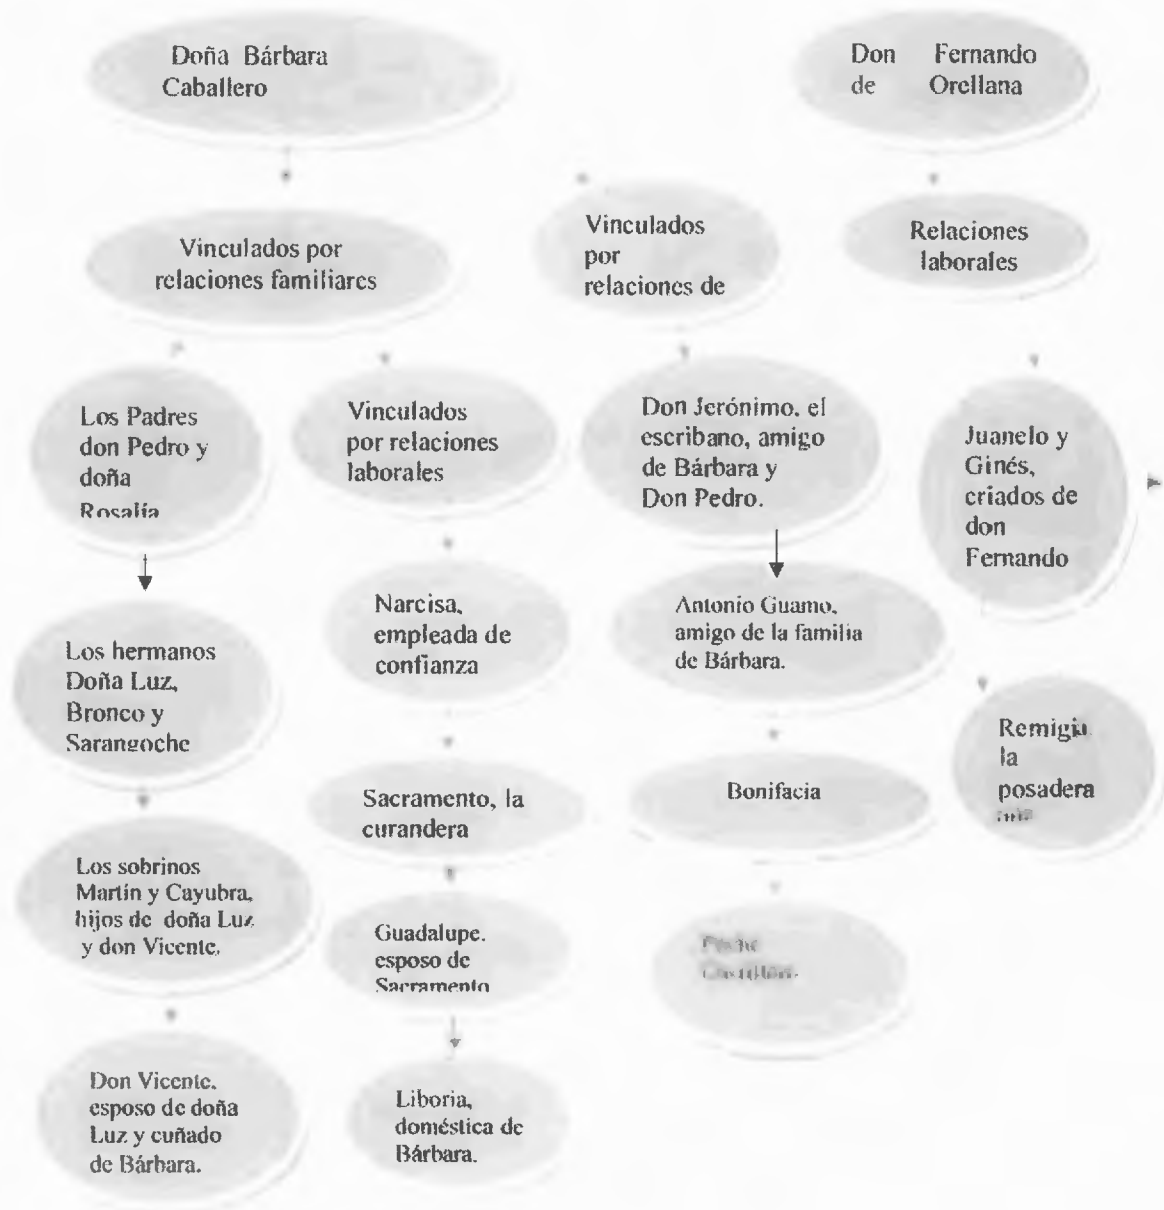 Doña Bárbara
Caballero
Don Fernando
de Orellana
Vinculados por
relaciones familiares
Vinculados
por
relaciones de
Relaciones
laborales
Los Padres
don Pedro y
doña
Rosalía
Vinculados
por relaciones
laborales
Don Jerónimo, el
escribano, amigo
de Bárbara y
Don Pedro.
Juanelo y
Ginés,
criados de
don
Fernando
Los hermanos
Doña Luz,
Bronco y
Sarangoche
Narcisa,
empleada de
confianza
Antonio Guamo,
amigo de la familia
de Bárbara.
Remigia
la
posadera
Sacramento, la
curandera
Bonifacia
Los sobrinos
Martín y Cayubra,
hijos de doña Luz
y don Vicente.
Guadalupe.
esposo de
Sacramento
Don Vicente.
esposo de doña
Luz y cuñado
de Bárbara.
Liboria,
doméstica de
Bárbara.